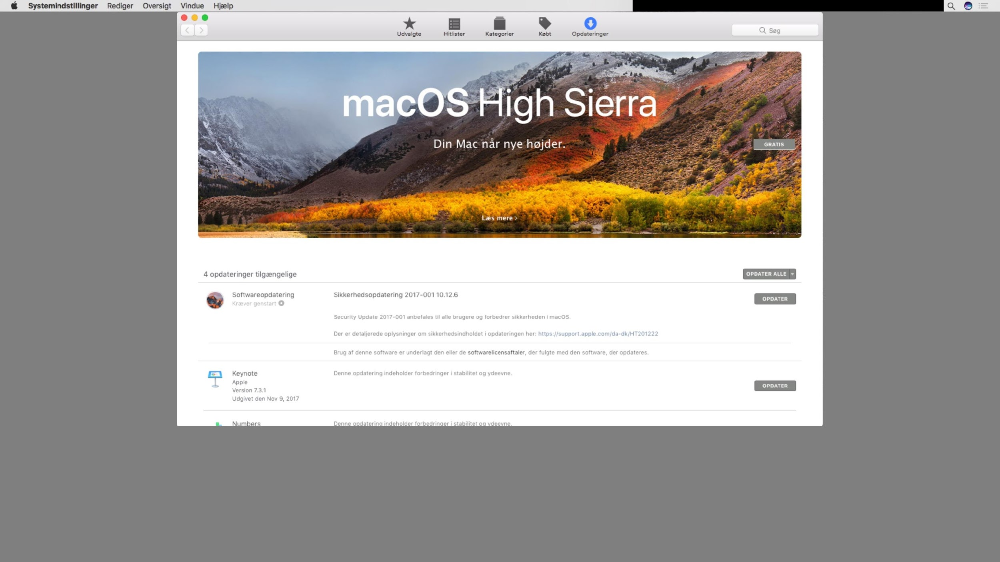 Systemindstillinger Rediger Oversigt Vindue Hjælp
Udvalgte Hitlister Kategorier Købt Opdateringer Søg
macOS High Sierra
Din Mac når nye højder.
GRATIS
Læs mere ›
4 opdateringer tilgængelige OPDATER ALLE
Softwareopdatering Sikkerhedsopdatering 2017-001 10.12.6
Kræver genstart OPDATER
Security Update 2017-001 anbefales til alle brugere og forbedrer sikkerheden i macOS.
Der er detaljerede oplysninger om sikkerhedsindholdet i opdateringen her: https://support.apple.com/da-dk/HT201222
Brug af denne software er underlagt den eller de softwarelicensaftaler, der fulgte med den software, der opdateres.
Keynote Denne opdatering indeholder forbedringer i stabilitet og ydeevne.
Apple
OPDATER
Version 7.3.1
Udgivet den Nov 9, 2017
Numbers Denne opdatering indeholder forbedringer i stabilitet og ydeevne.